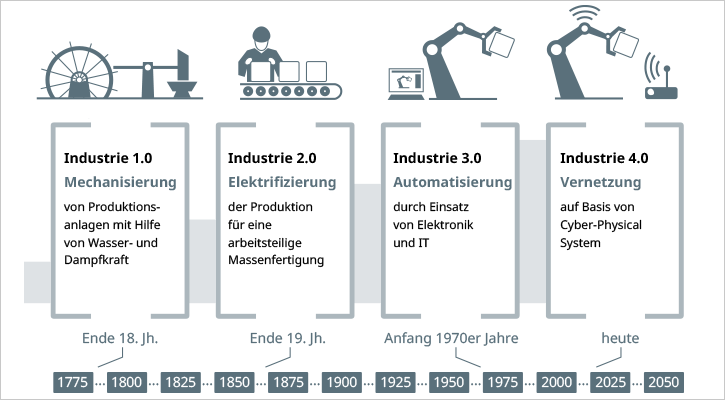 Industrie 1.0
Mechanisierung
von Produktions-
anlagen mit Hilfe
von Wasser- und
Dampfkraft
Industrie 2.0
Elektrifizierung
der Produktion
für eine
arbeitsteilige
Massenfertigung
Industrie 3.0
Automatisierung
durch Einsatz
von Elektronik
und IT
Industrie 4.0
Vernetzung
auf Basis von
Cyber-Physical
System
Ende 18. Jh.
Ende 19. Jh.
Anfang 1970er Jahre
heute
1775 ... 1800 ... 1825 ... 1850 ... 1875 ... 1900 ... 1925 ... 1950 ... 1975 ... 2000 ... 2025 ... 2050